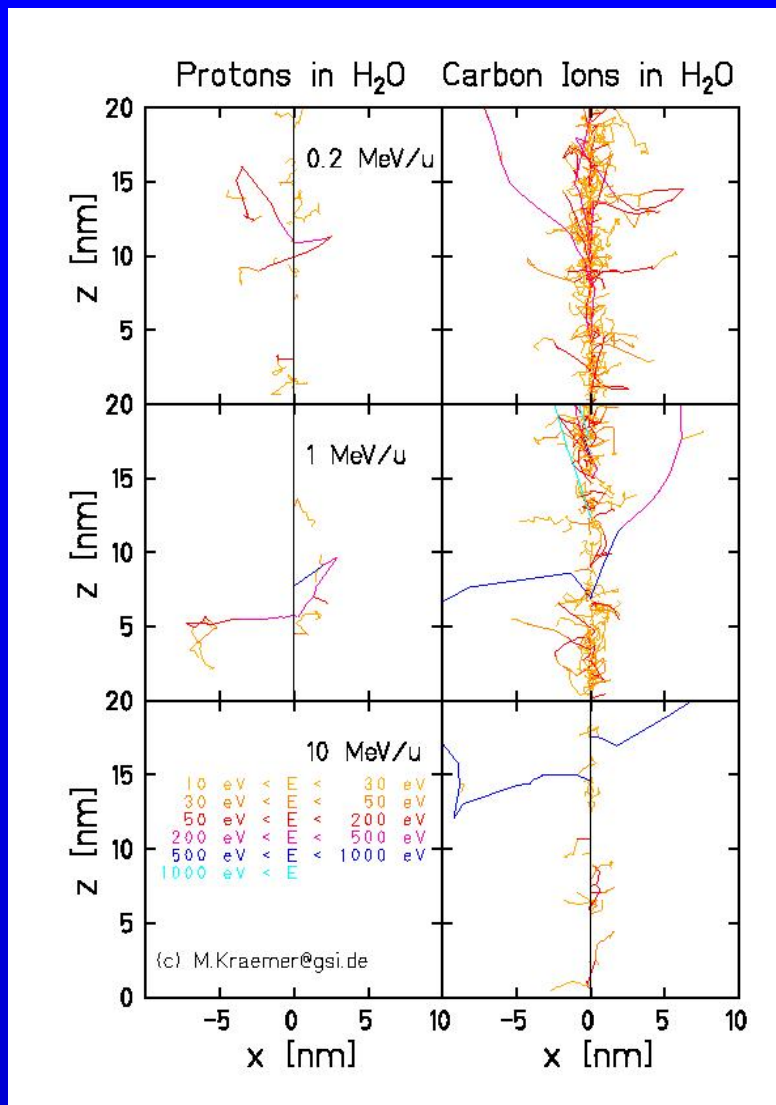 Protons in H₂O Carbon Ions in H₂O
20
0.2 MeV/u
15
Z [nm]
10
5
20
1 MeV/u
15
Z [nm]
10
5
20
10 MeV/u
10 eV < E < 30 eV
15
30 eV < E < 50 eV
50 eV < E < 200 eV
200 eV < E < 500 eV
Z [nm]
10
500 eV < E < 1000 eV
1000 eV < E
5
(c) M.Kraemer@gsi.de
0
-5 0 5 10 -5 0 5 10
x [nm] x [nm]